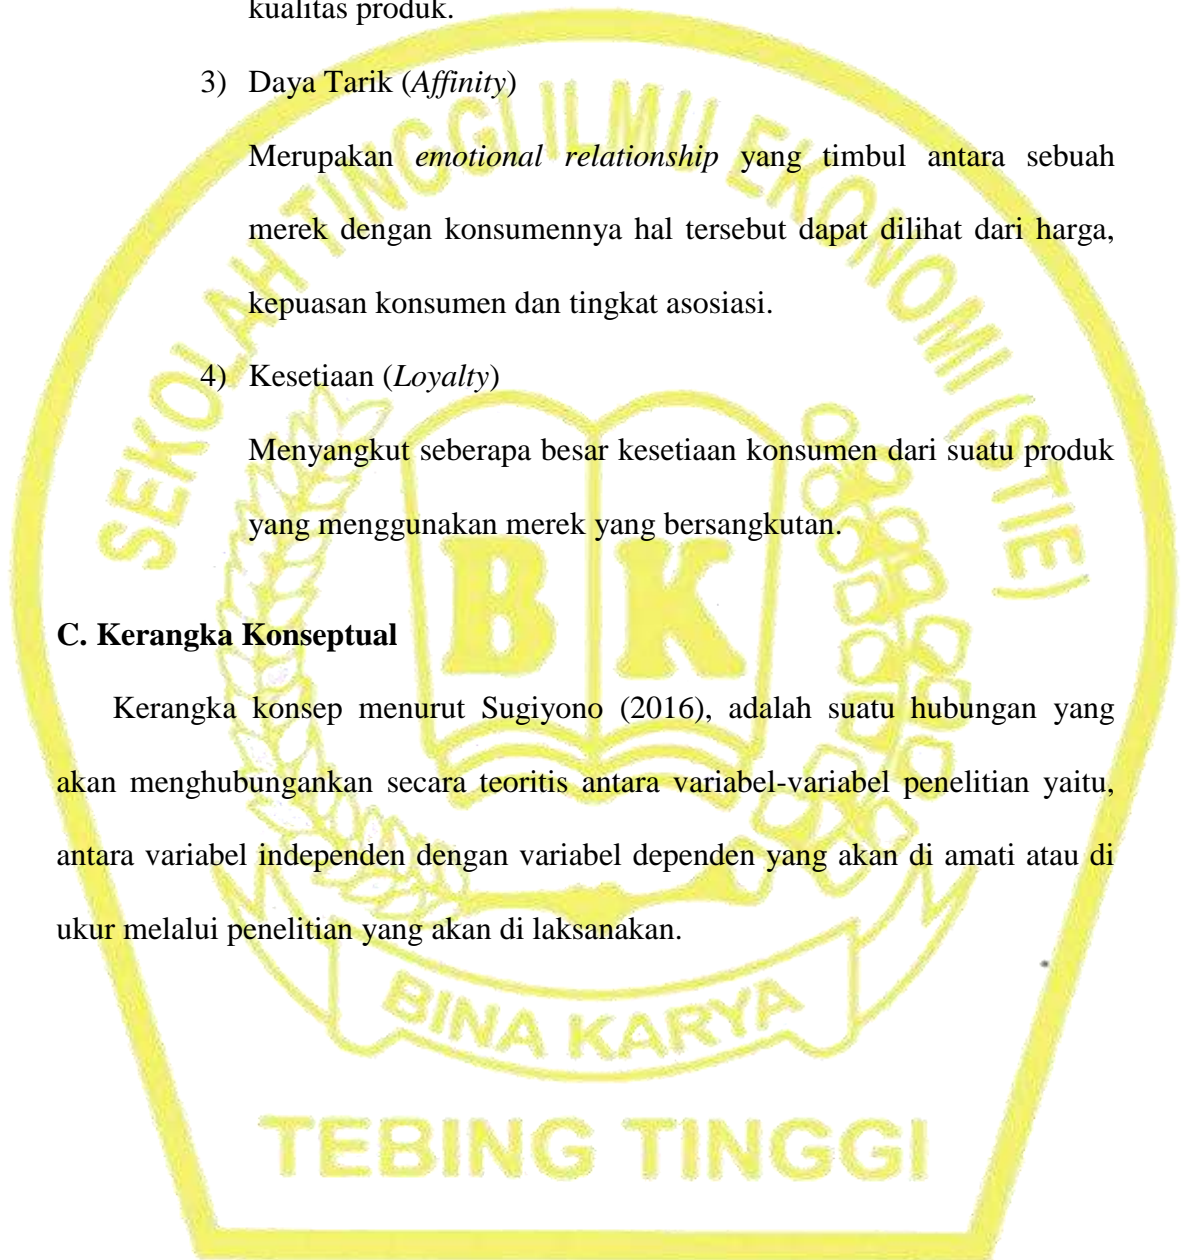 kualitas produk.
3) Daya Tarik (Affinity)
Merupakan emotional relationship yang timbul antara sebuah
merek dengan konsumennya hal tersebut dapat dilihat dari harga,
kepuasan konsumen dan tingkat asosiasi.
4) Kesetiaan (Loyalty)
Menyangkut seberapa besar kesetiaan konsumen dari suatu produk
yang menggunakan merek yang bersangkutan.
C. Kerangka Konseptual
Kerangka konsep menurut Sugiyono (2016), adalah suatu hubungan yang
akan menghubungankan secara teoritis antara variabel-variabel penelitian yaitu,
antara variabel independen dengan variabel dependen yang akan di amati atau di
ukur melalui penelitian yang akan di laksanakan.
SEKOLAH TINGGI ILMU EKONOMI (STIE)
B K
BINA KARYA
TEBING TINGGI